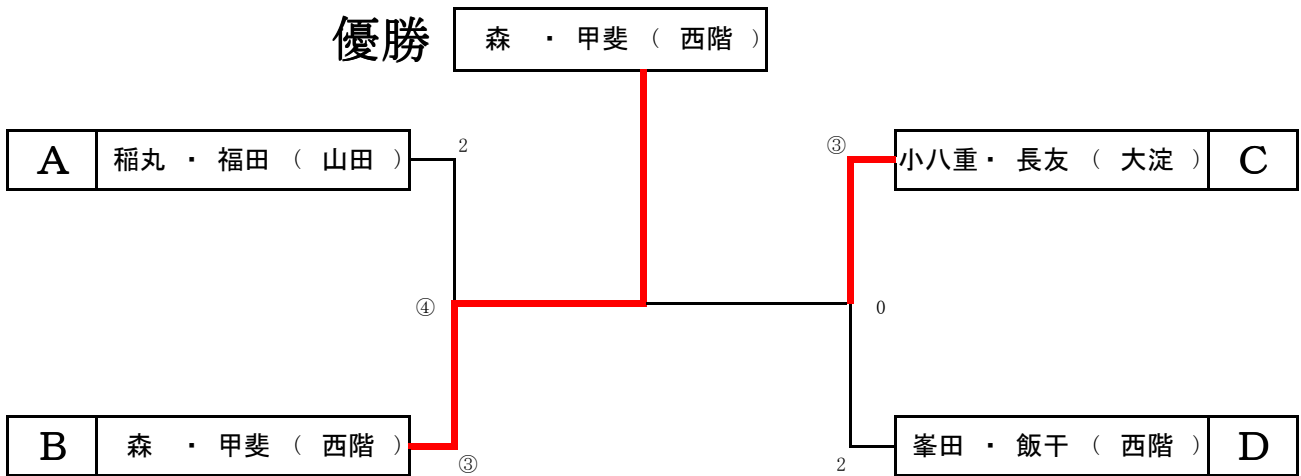 優勝 森 ・ 甲斐 ( 西階 )
A 稲丸 ・ 福田 ( 山田 ) 2
③ 小八重・ 長友 ( 大淀 ) C
④ 0
B 森 ・ 甲斐 ( 西階 ) ③
2 峯田 ・ 飯干 ( 西階 ) D